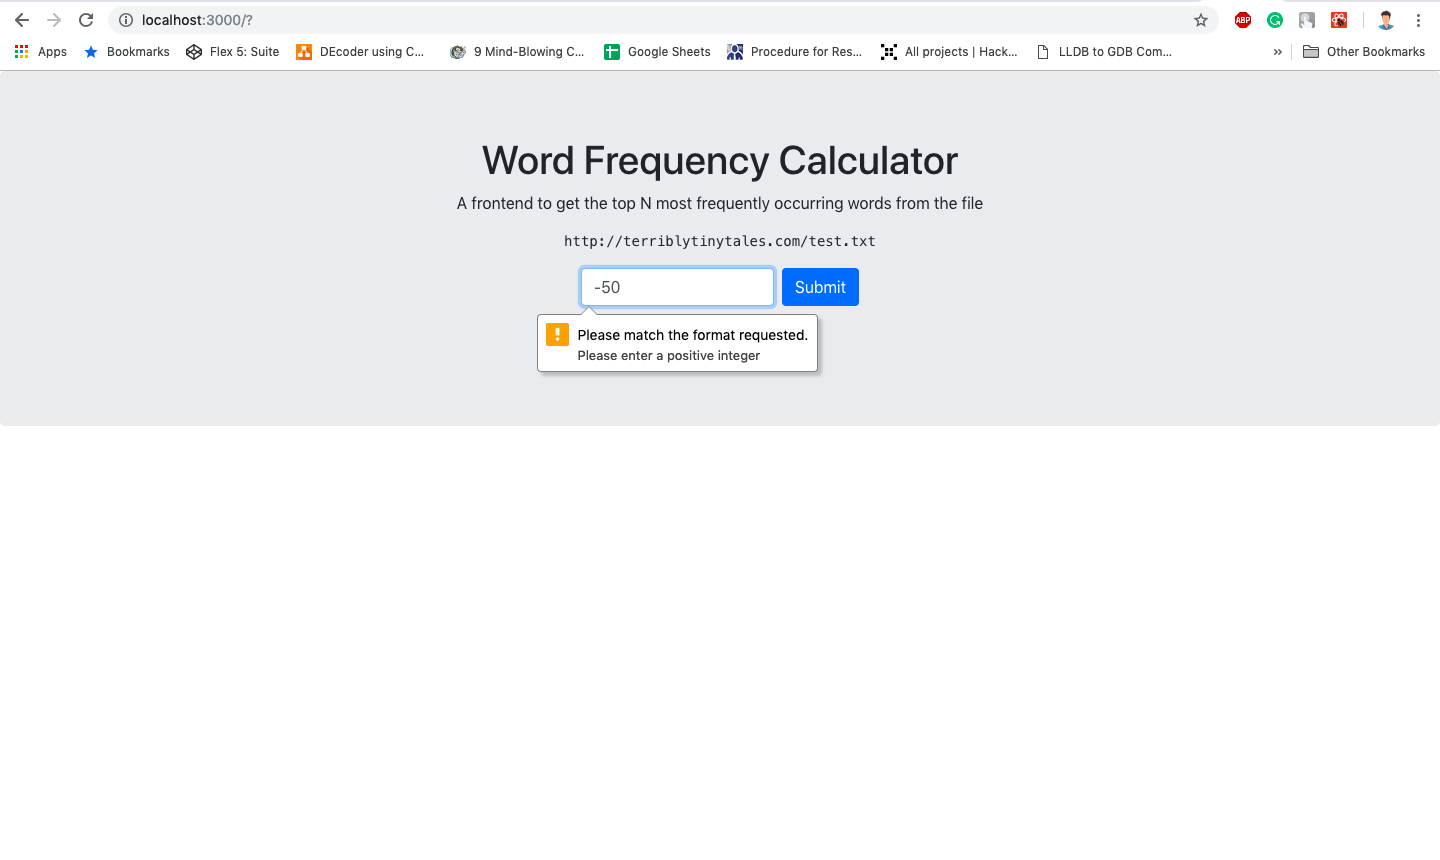 localhost:3000/?
ABP
Apps Bookmarks Flex 5: Suite DEcoder using C... 9 Mind-Blowing C... Google Sheets Procedure for Res... All projects | Hack... LLDB to GDB Com... » Other Bookmarks
Word Frequency Calculator
A frontend to get the top N most frequently occurring words from the file
http://terriblytinytales.com/test.txt
-50 Submit
Please match the format requested.
Please enter a positive integer